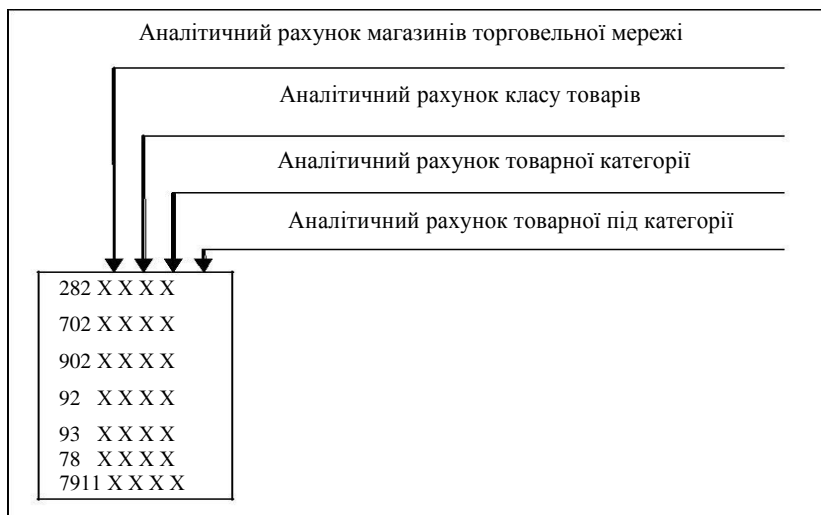 Аналітичний рахунок магазинів торговельної мережі
Аналітичний рахунок класу товарів
Аналітичний рахунок товарної категорії
Аналітичний рахунок товарної під категорії
282 X X X X
702 X X X X
902 X X X X
92 X X X X
93 X X X X
78 X X X X
7911 X X X X